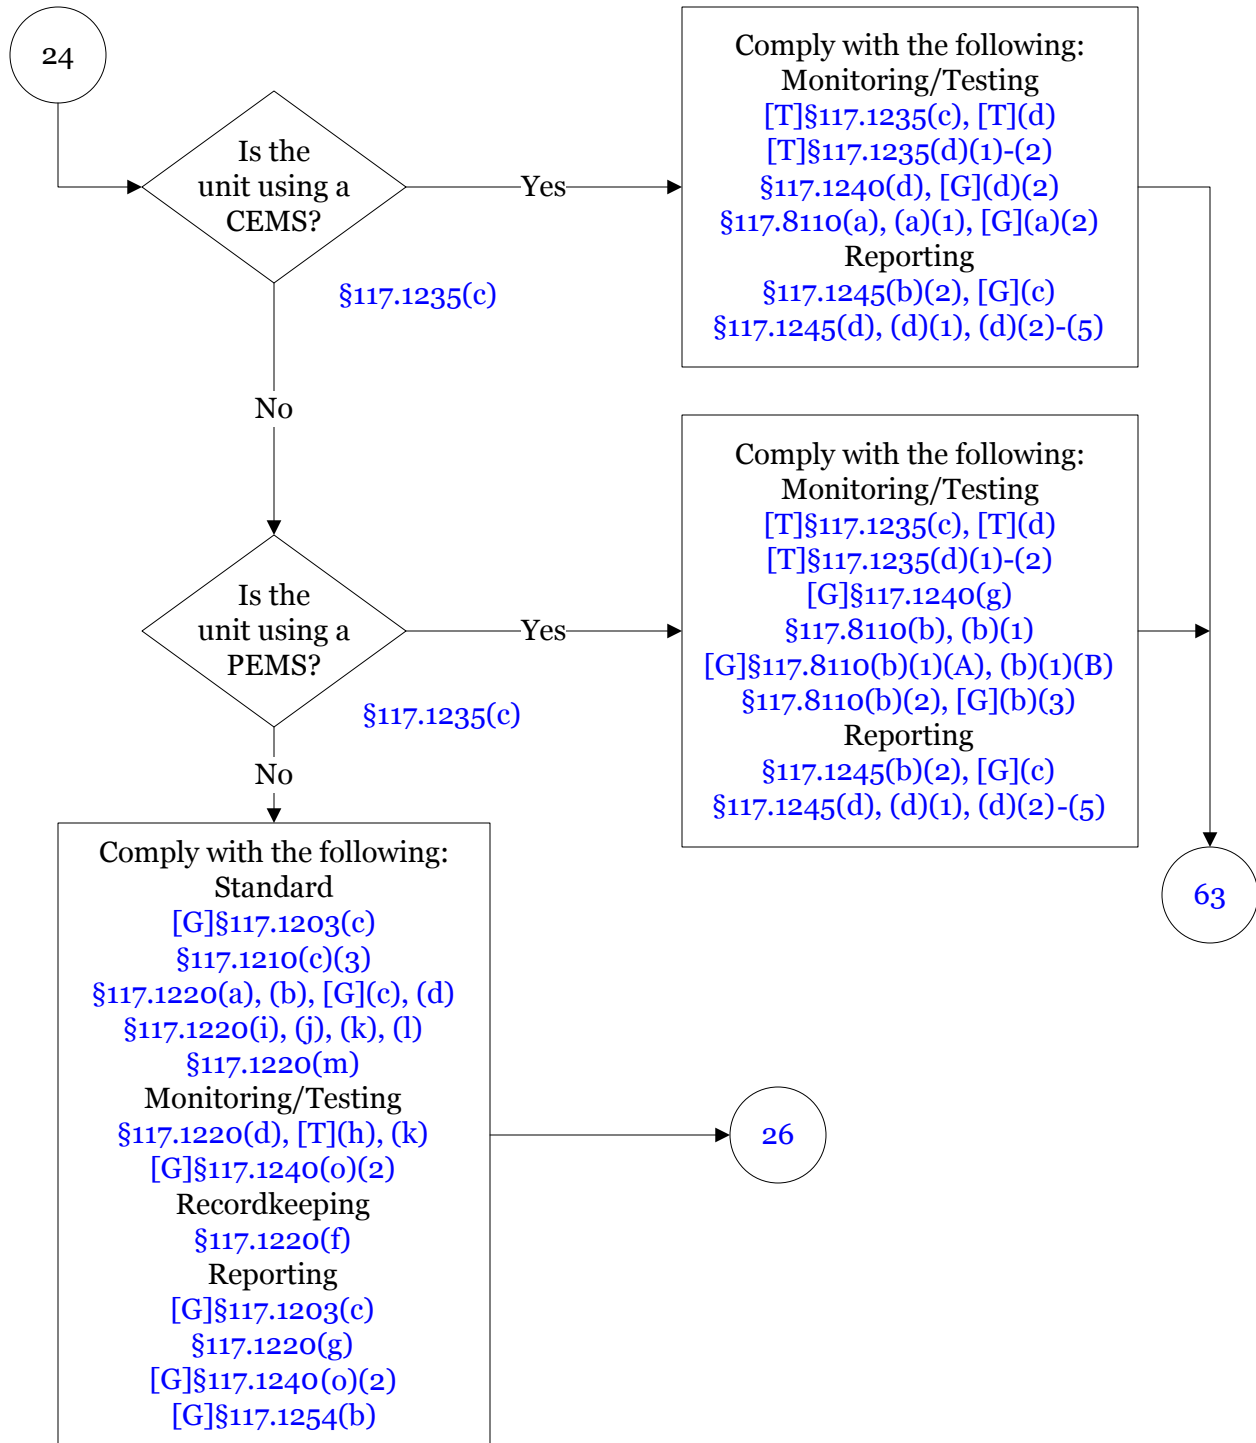 24
Is the
unit using a
CEMS?
§117.1235(c)
Yes
Comply with the following:
Monitoring/Testing
[T]§117.1235(c), [T](d)
[T]§117.1235(d)(1)-(2)
§117.1240(d), [G](d)(2)
§117.8110(a), (a)(1), [G](a)(2)
Reporting
§117.1245(b)(2), [G](c)
§117.1245(d), (d)(1), (d)(2)-(5)
No
Is the
unit using a
PEMS?
§117.1235(c)
Yes
Comply with the following:
Monitoring/Testing
[T]§117.1235(c), [T](d)
[T]§117.1235(d)(1)-(2)
[G]§117.1240(g)
§117.8110(b), (b)(1)
[G]§117.8110(b)(1)(A), (b)(1)(B)
§117.8110(b)(2), [G](b)(3)
Reporting
§117.1245(b)(2), [G](c)
§117.1245(d), (d)(1), (d)(2)-(5)
63
No
Comply with the following:
Standard
[G]§117.1203(c)
§117.1210(c)(3)
§117.1220(a), (b), [G](c), (d)
§117.1220(i), (j), (k), (l)
§117.1220(m)
Monitoring/Testing
§117.1220(d), [T](h), (k)
[G]§117.1240(o)(2)
Recordkeeping
§117.1220(f)
Reporting
[G]§117.1203(c)
§117.1220(g)
[G]§117.1240(o)(2)
[G]§117.1254(b)
26